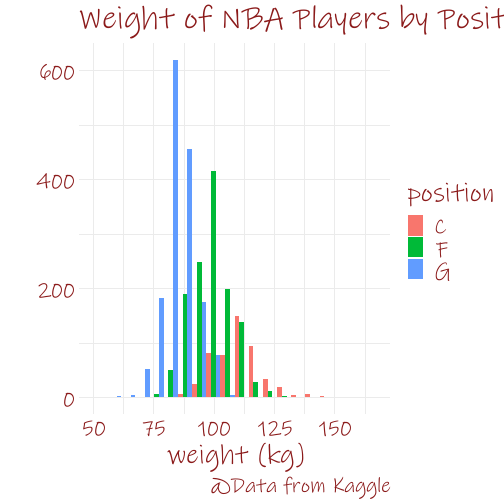 Weight of NBA Players by Posit
600
400
200
0
50 75 100 125 150
weight (kg)
position
C
F
G
@Data from Kaggle